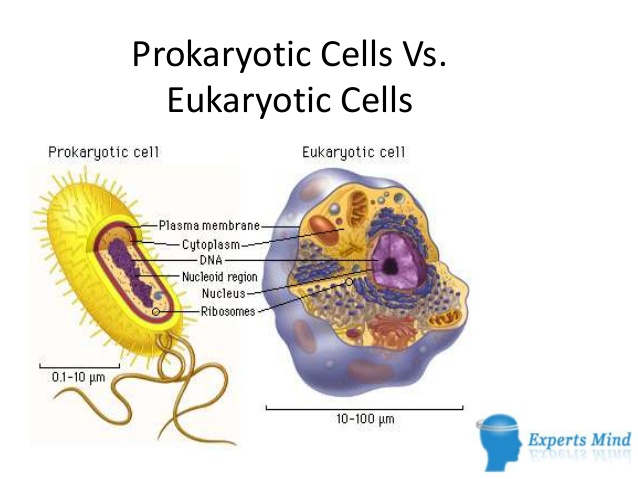 Prokaryotic Cells Vs.
Eukaryotic Cells
Prokaryotic cell
Eukaryotic cell
Plasma membrane
Cytoplasm
DNA
Nucleoid region
Nucleus
Ribosomes
0.1-10 µm
10-100 µm
Experts Mind